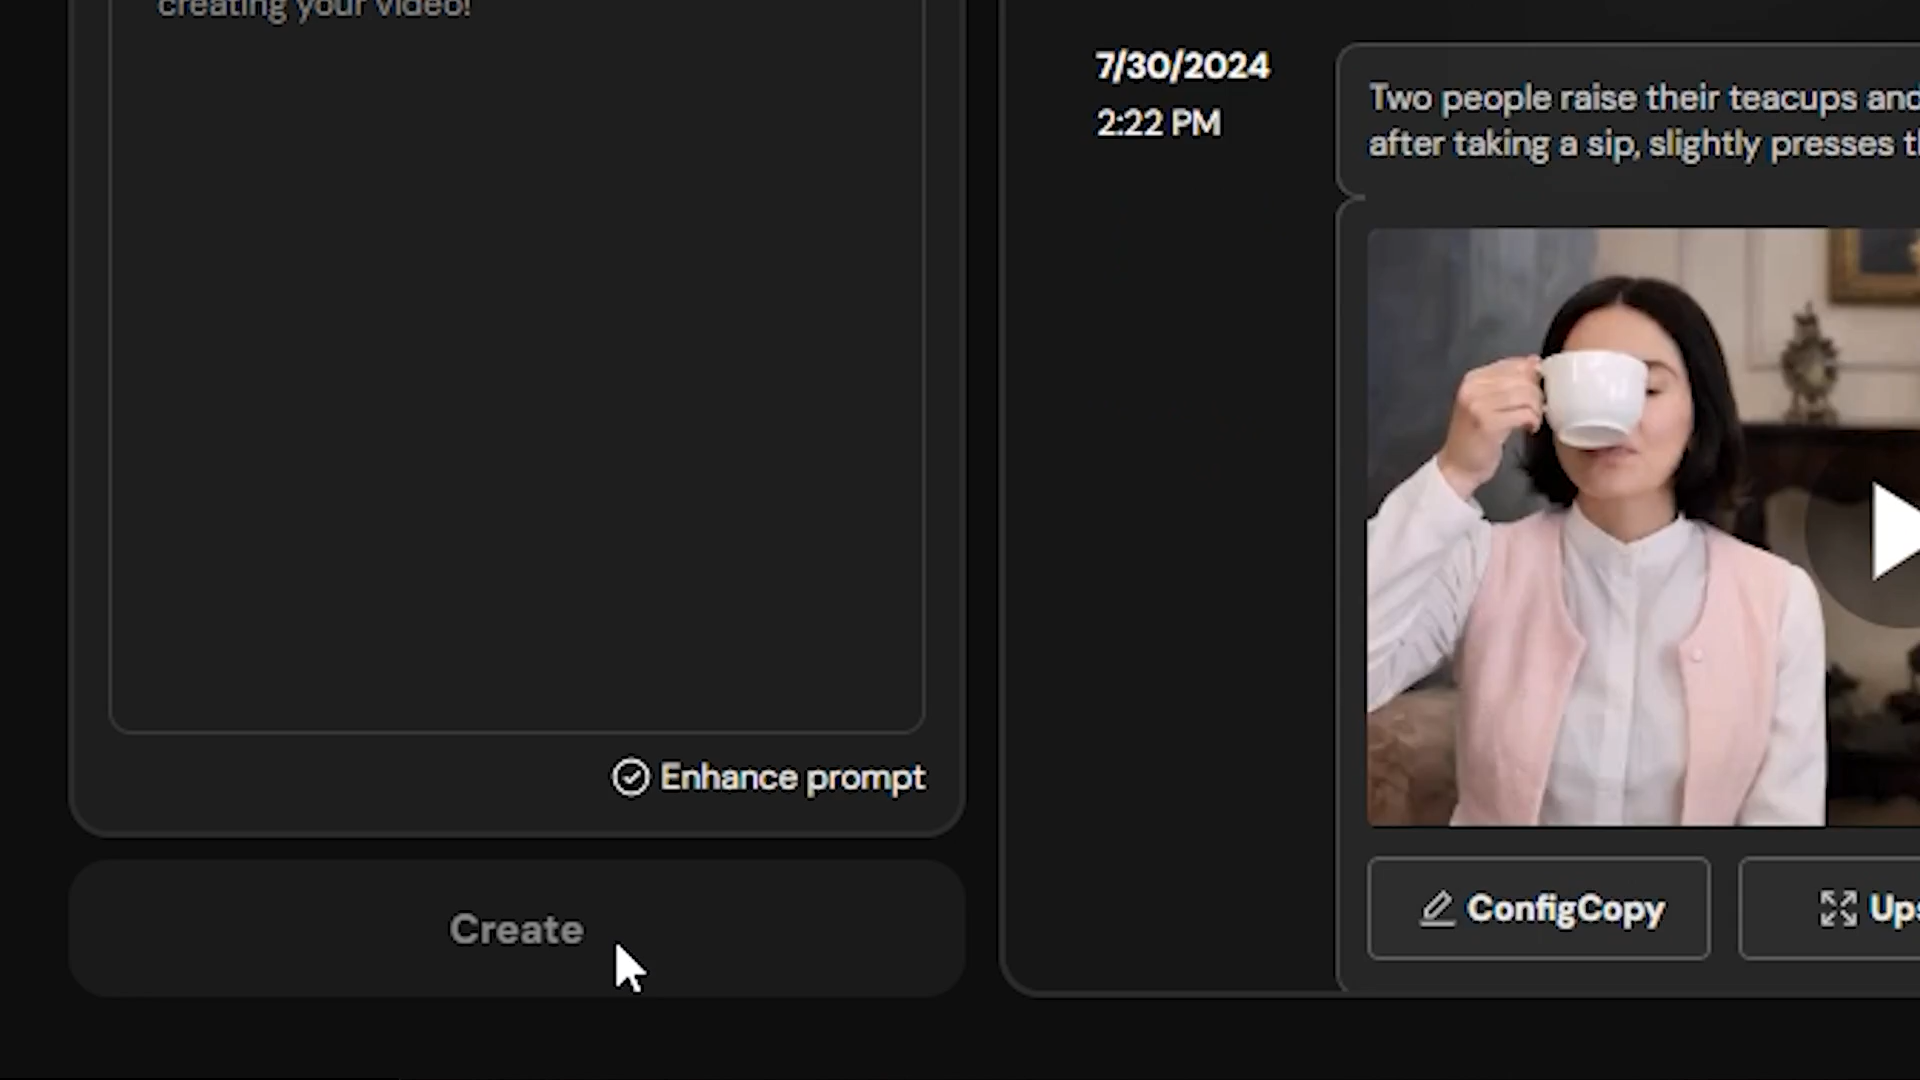 creating your video!
Enhance prompt
Create
7/30/2024
2:22 PM
Two people raise their teacups and
after taking a sip, slightly presses
ConfigCopy